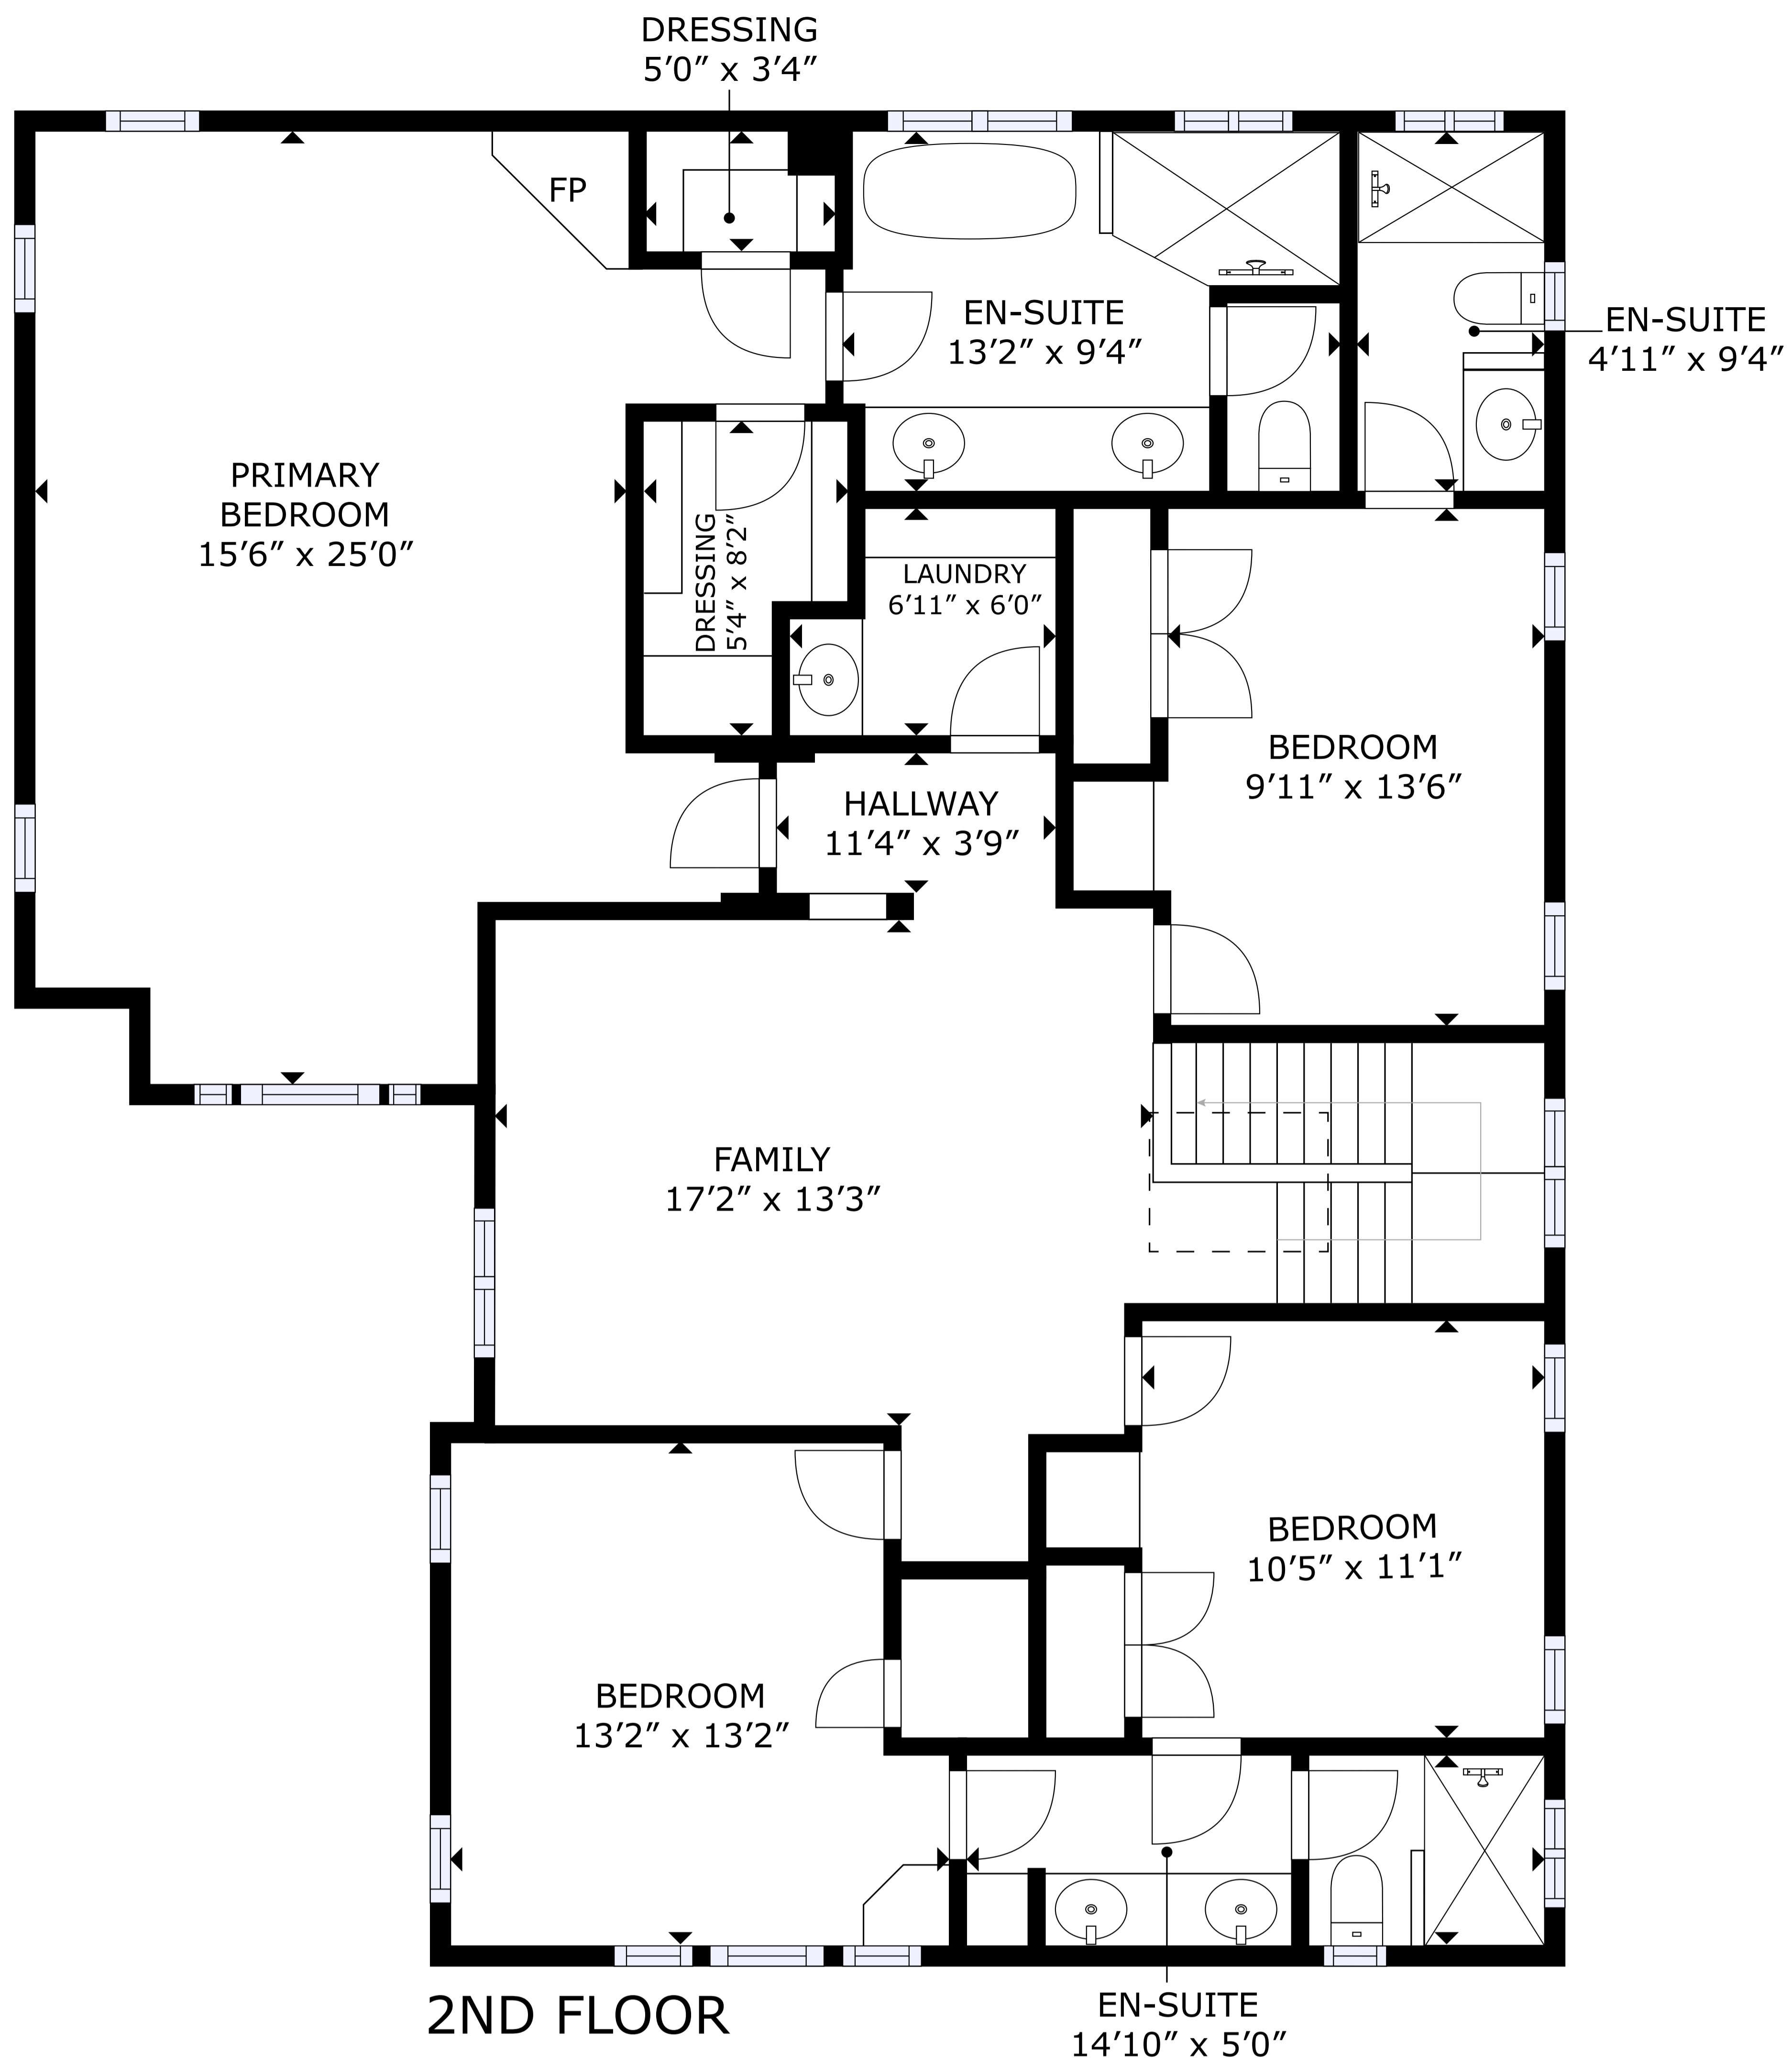 DRESSING
5'0" x 3'4"
FP
EN-SUITE
13'2" x 9'4"
EN-SUITE
4'11" x 9'4"
PRIMARY
BEDROOM
15'6" x 25'0"
DRESSING
5'4" x 8'2"
LAUNDRY
6'11" x 6'0"
BEDROOM
9'11" x 13'6"
HALLWAY
11'4" x 3'9"
FAMILY
17'2" x 13'3"
BEDROOM
10'5" x 11'1"
BEDROOM
13'2" x 13'2"
2ND FLOOR
EN-SUITE
14'10" x 5'0"